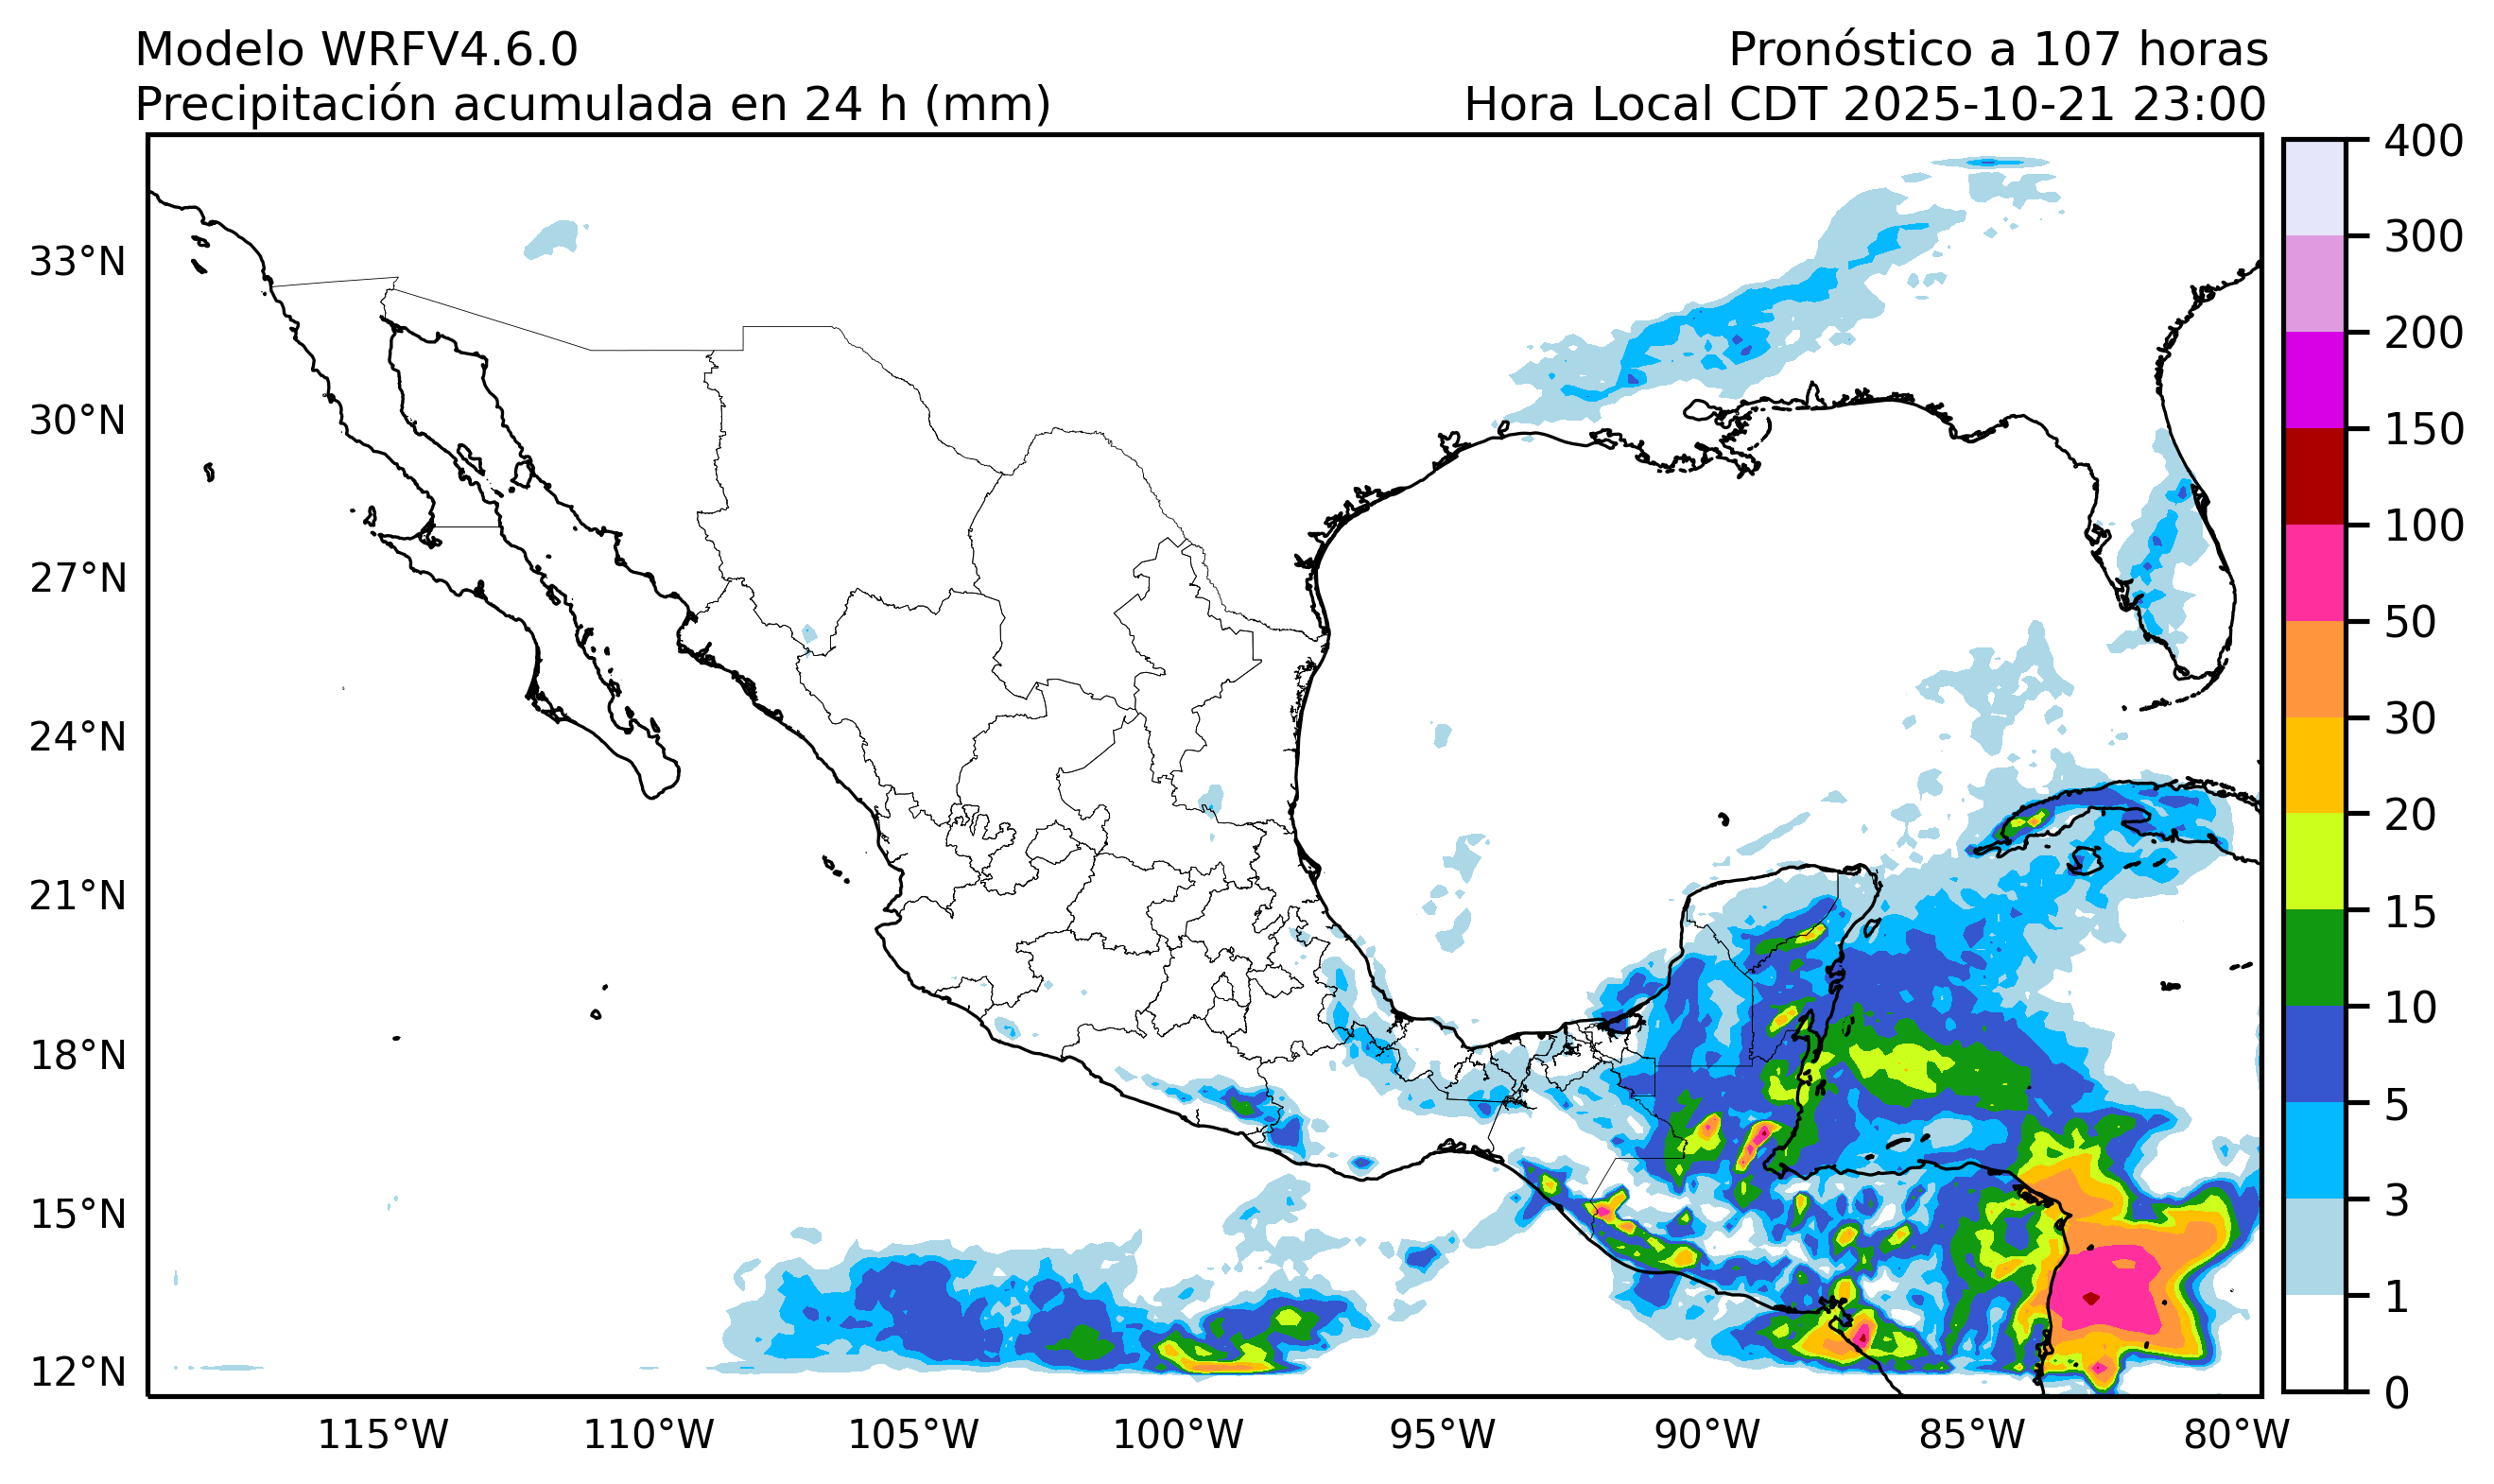 Modelo WRFV4.6.0
Pronóstico a 107 horas
Precipitación acumulada en 24 h (mm)
Hora Local CDT 2025-10-21 23:00
400
300
200
150
100
50
30
20
15
10
5
3
1
0
33°N
30°N
27°N
24°N
21°N
18°N
15°N
12°N
115°W
110°W
105°W
100°W
95°W
90°W
85°W
80°W